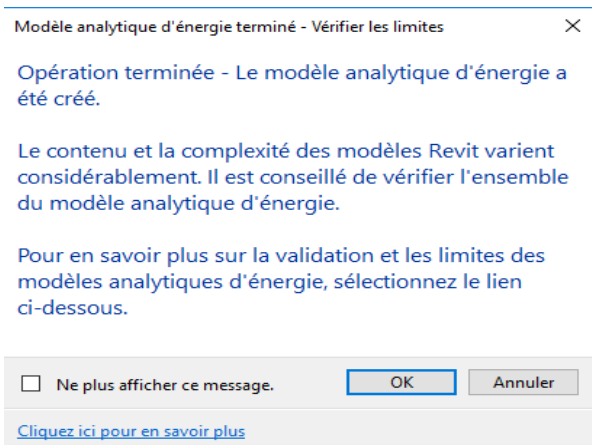 Modèle analytique d'énergie terminé - Vérifier les limites
Opération terminée - Le modèle analytique d'énergie a
été créé.
Le contenu et la complexité des modèles Revit varient
considérablement. Il est conseillé de vérifier l'ensemble
du modèle analytique d'énergie.
Pour en savoir plus sur la validation et les limites des
modèles analytiques d'énergie, sélectionnez le lien
ci-dessous.
Ne plus afficher ce message.
OK
Annuler
Cliquez ici pour en savoir plus